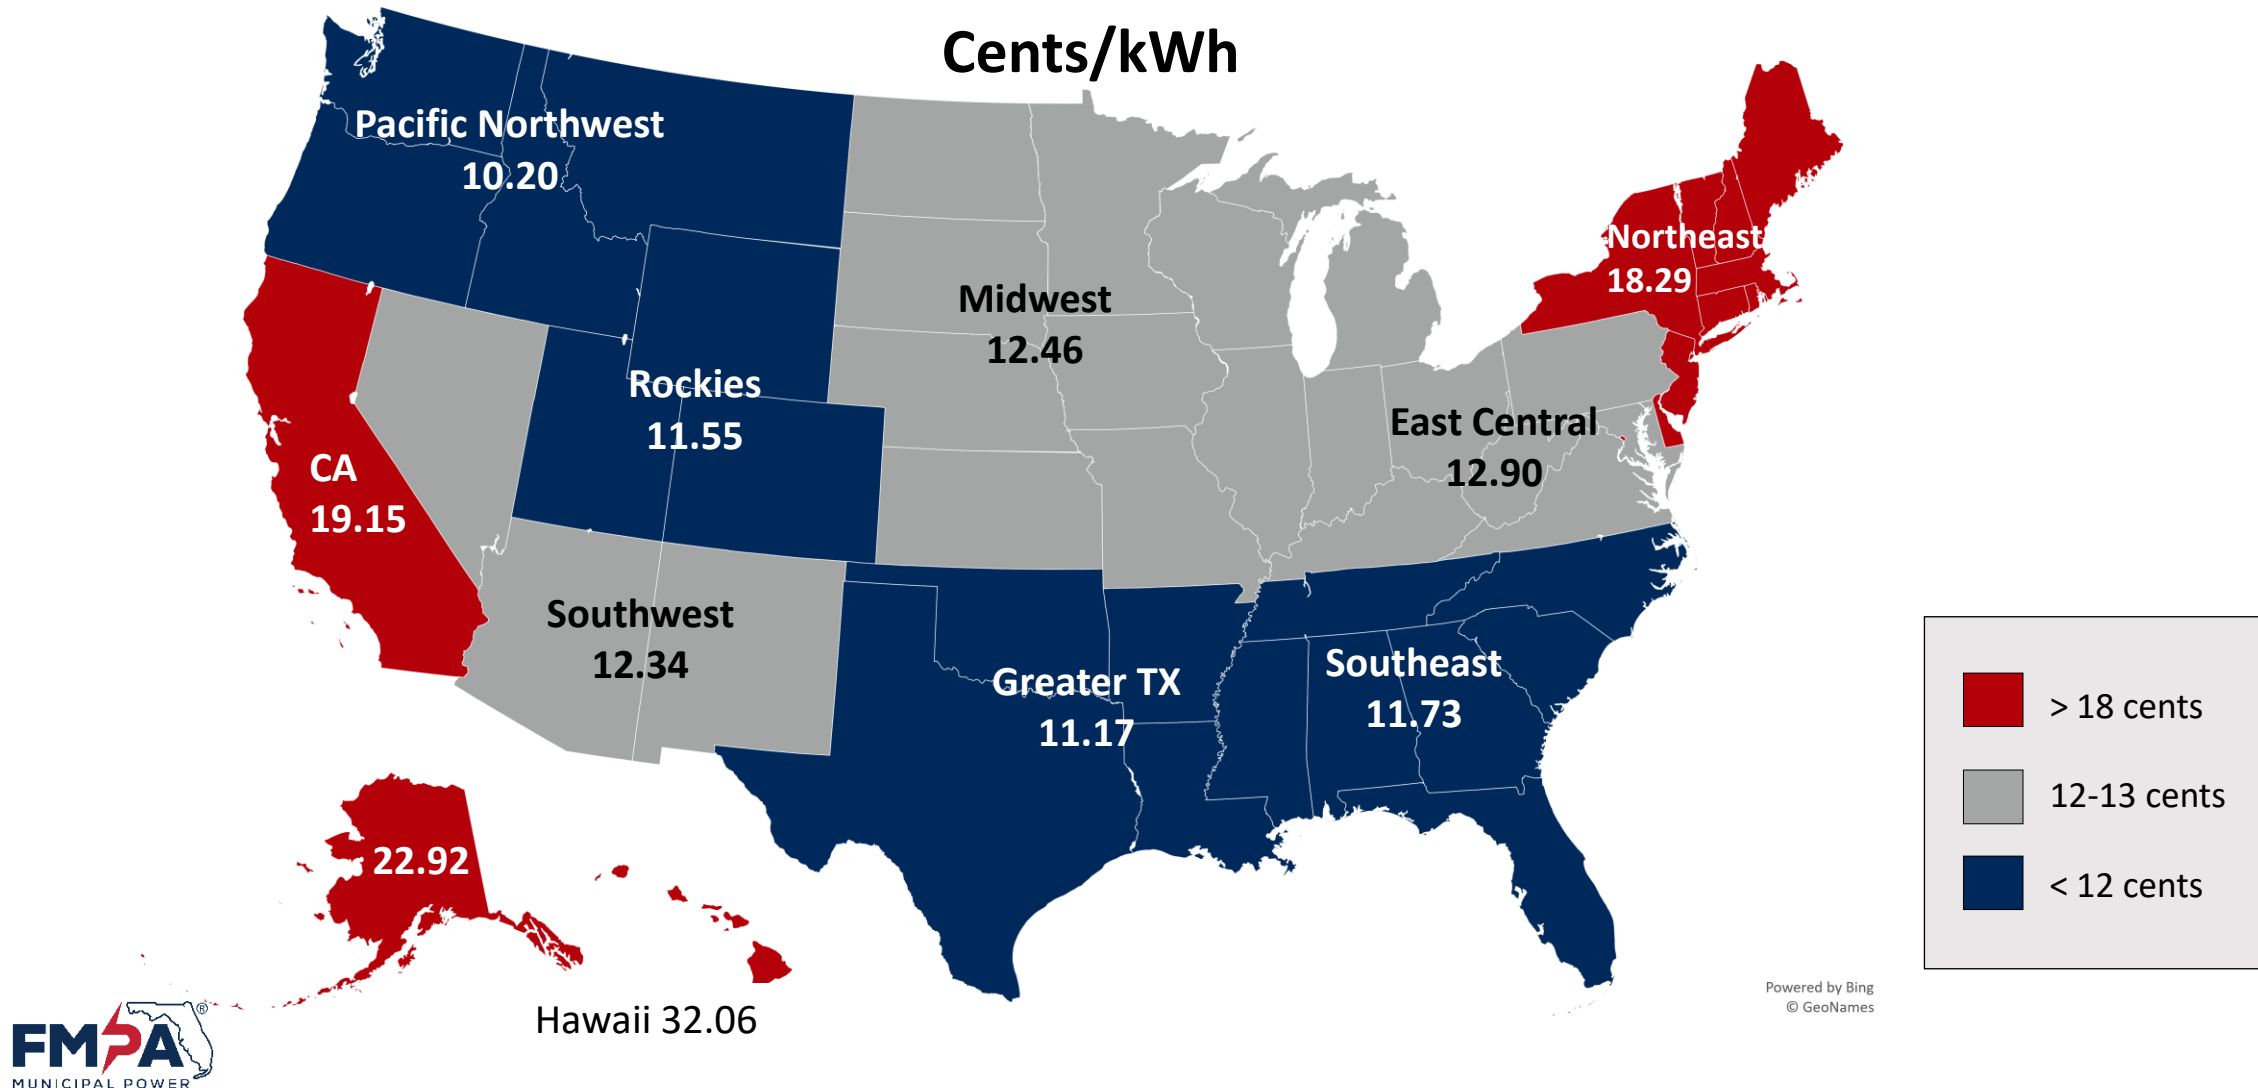 Cents/kWh
Pacific Northwest
10.20
Northeast
18.29
Midwest
12.46
Rockies
11.55
East Central
12.90
CA
19.15
Southwest
12.34
Greater TX
11.17
Southeast
11.73
> 18 cents
12-13 cents
< 12 cents
22.92
Hawaii 32.06
Powered by Bing
© GeoNames
FMPA®
MUNICIPAL POWER